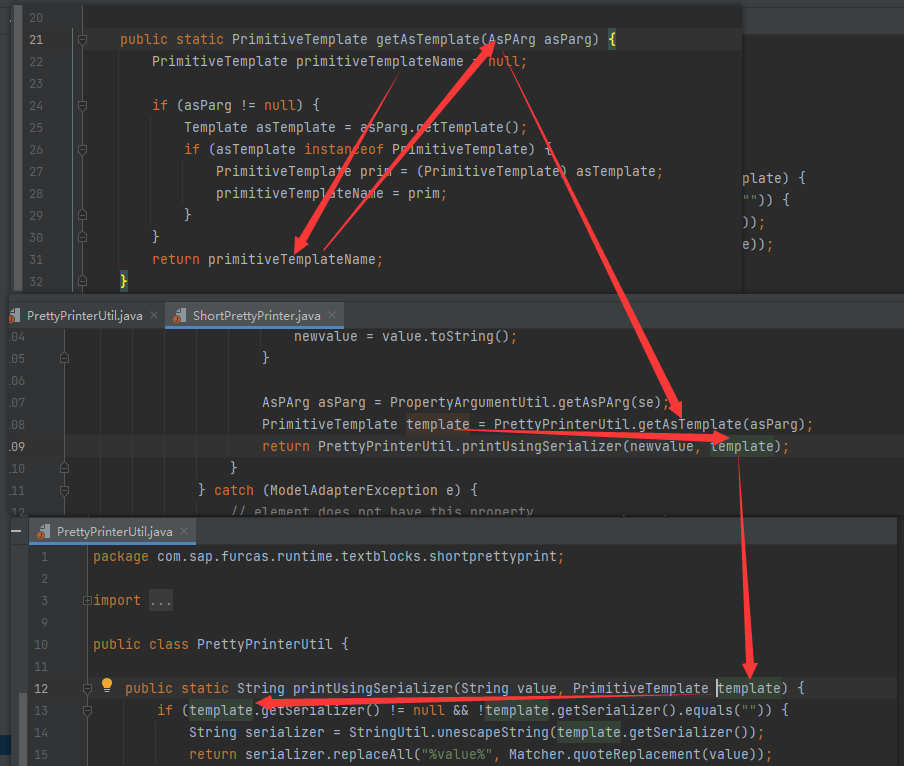 20
21 public static PrimitiveTemplate getAsTemplate(AsPArg asParg) {
22 PrimitiveTemplate primitiveTemplateName = null;
23
24 if (asParg != null) {
25 Template asTemplate = asParg.getTemplate();
26 if (asTemplate instanceof PrimitiveTemplate) {
27 PrimitiveTemplate prim = (PrimitiveTemplate) asTemplate;
plate) {
28 primitiveTemplateName = prim;
"")) {
29 }
));
30 }
e));
31 return primitiveTemplateName;
32 }
PrettyPrinterUtil.java × ShortPrettyPrinter.java ×
04 newvalue = value.toString();
05 }
06
07 AsPArg asParg = PropertyArgumentUtil.getAsPArg(se);
08 PrimitiveTemplate template = PrettyPrinterUtil.getAsTemplate(asParg);
09 return PrettyPrinterUtil.printUsingSerializer(newvalue, template);
10 }
11 } catch (ModelAdapterException e) {
12 // element does not have this property
PrettyPrinterUtil.java ×
1 package com.sap.furcas.runtime.textblocks.shortprettyprint;
2
3 import ...
9
10 public class PrettyPrinterUtil {
11
12 public static String printUsingSerializer(String value, PrimitiveTemplate template) {
13 if (template.getSerializer() != null && !template.getSerializer().equals("")) {
14 String serializer = StringUtil.unescapeString(template.getSerializer());
15 return serializer.replaceAll("%value%", Matcher.quoteReplacement(value));